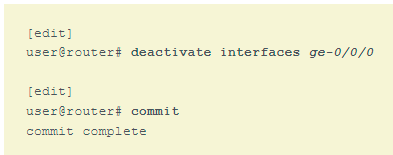 [edit]
user@router# deactivate interfaces ge-0/0/0
[edit]
user@router# commit
commit complete